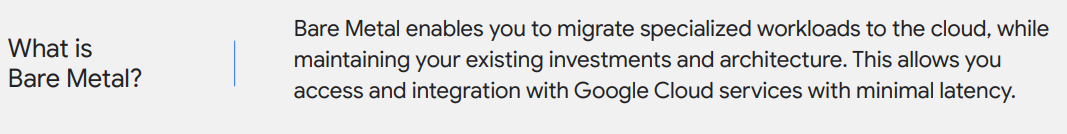 What is
Bare Metal?
Bare Metal enables you to migrate specialized workloads to the cloud, while
maintaining your existing investments and architecture. This allows you
access and integration with Google Cloud services with minimal latency.